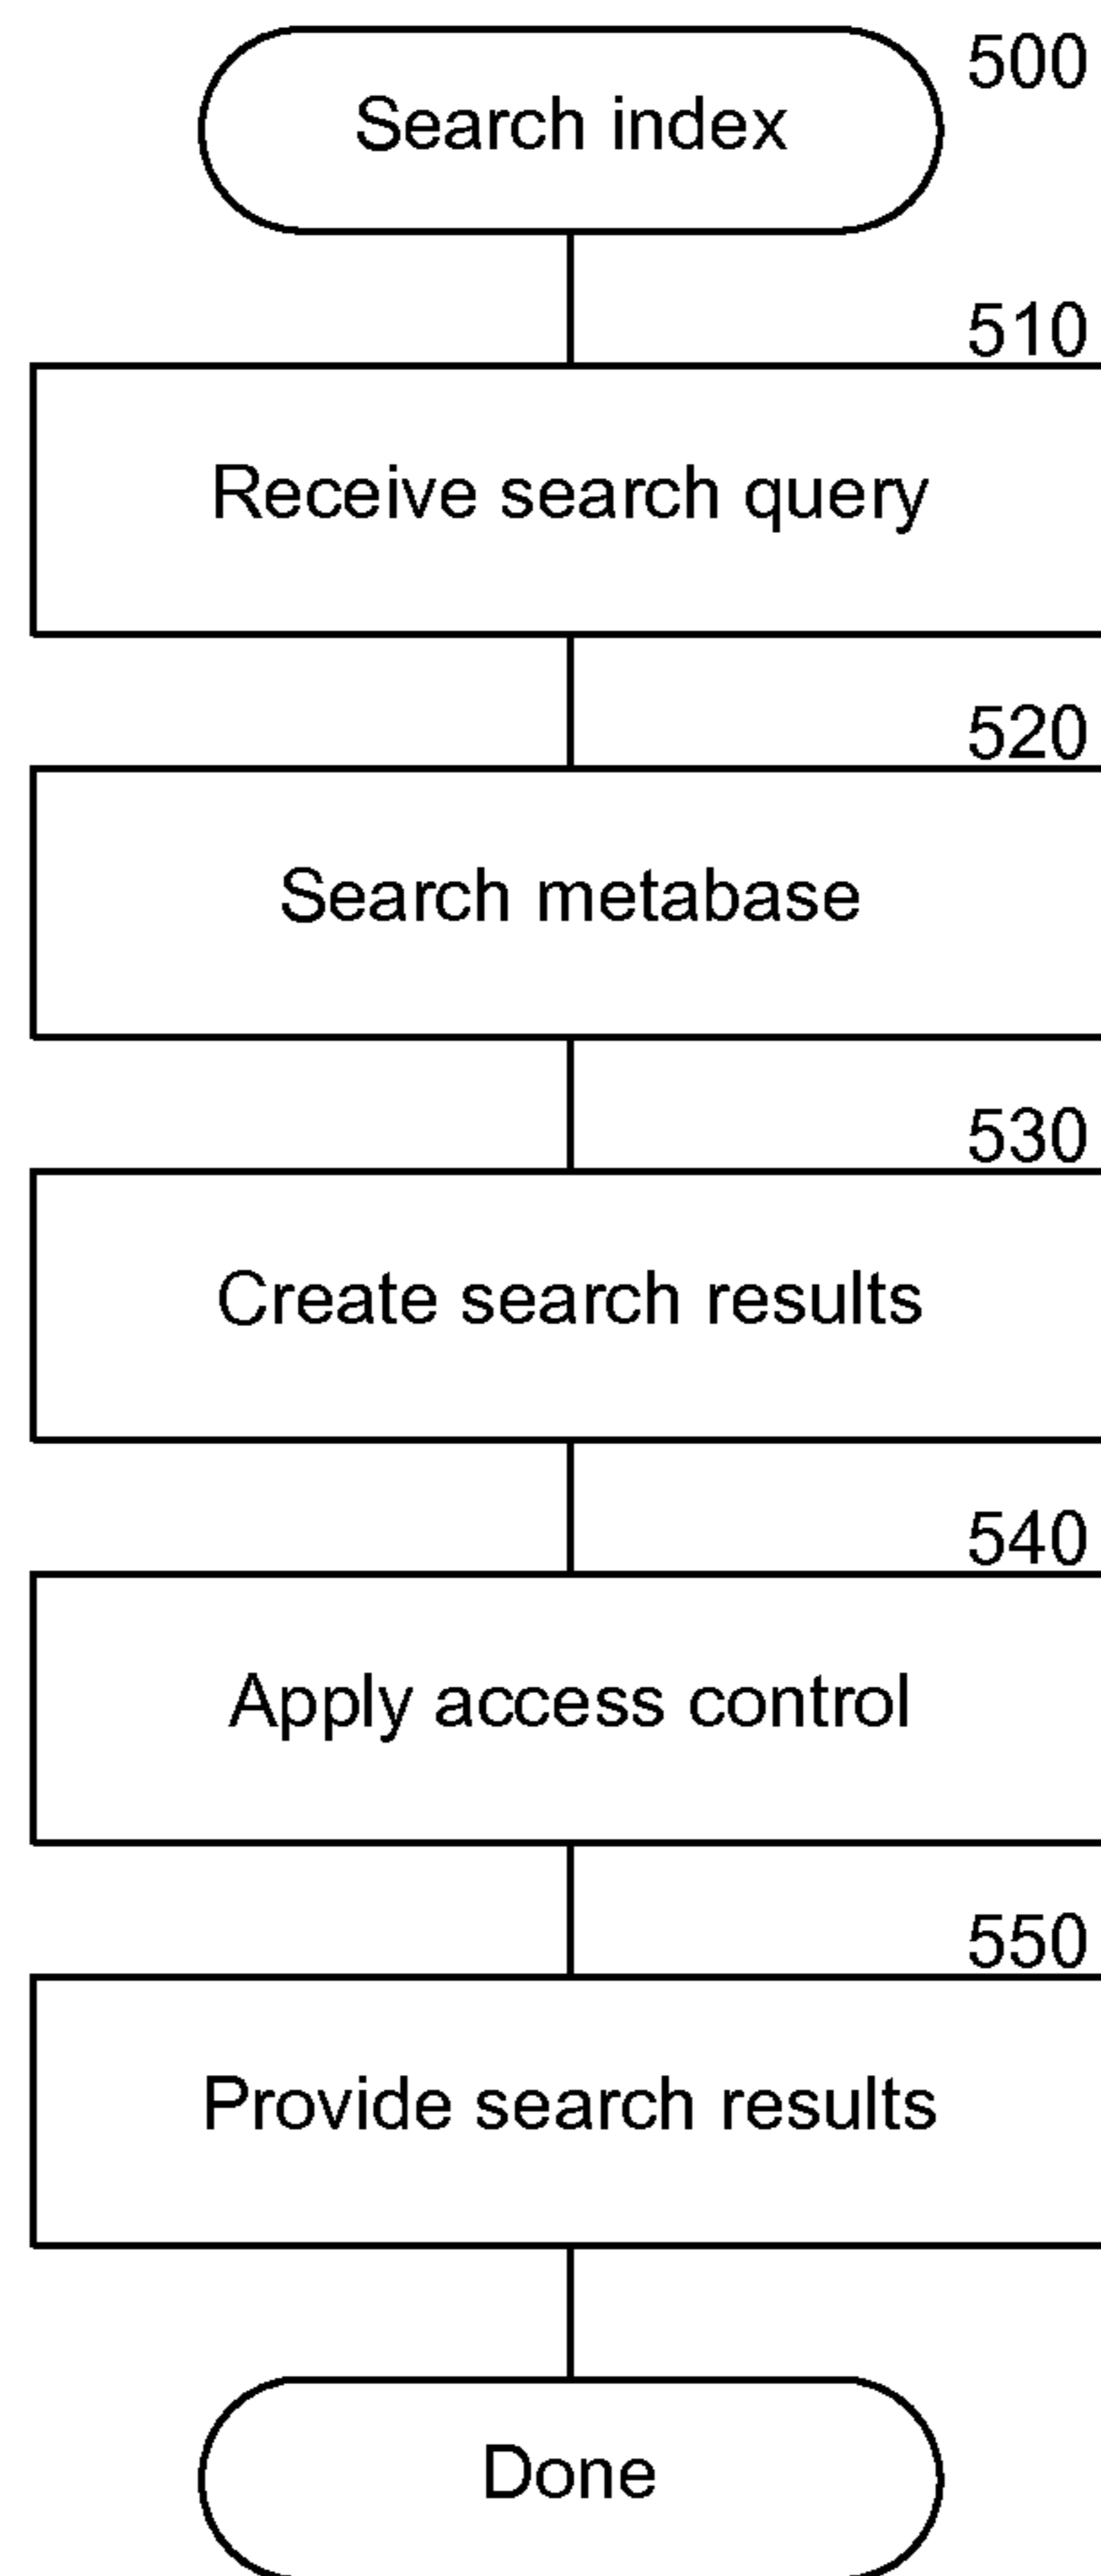 500
Search index
510
Receive search query
520
Search metabase
530
Create search results
540
Apply access control
550
Provide search results
Done